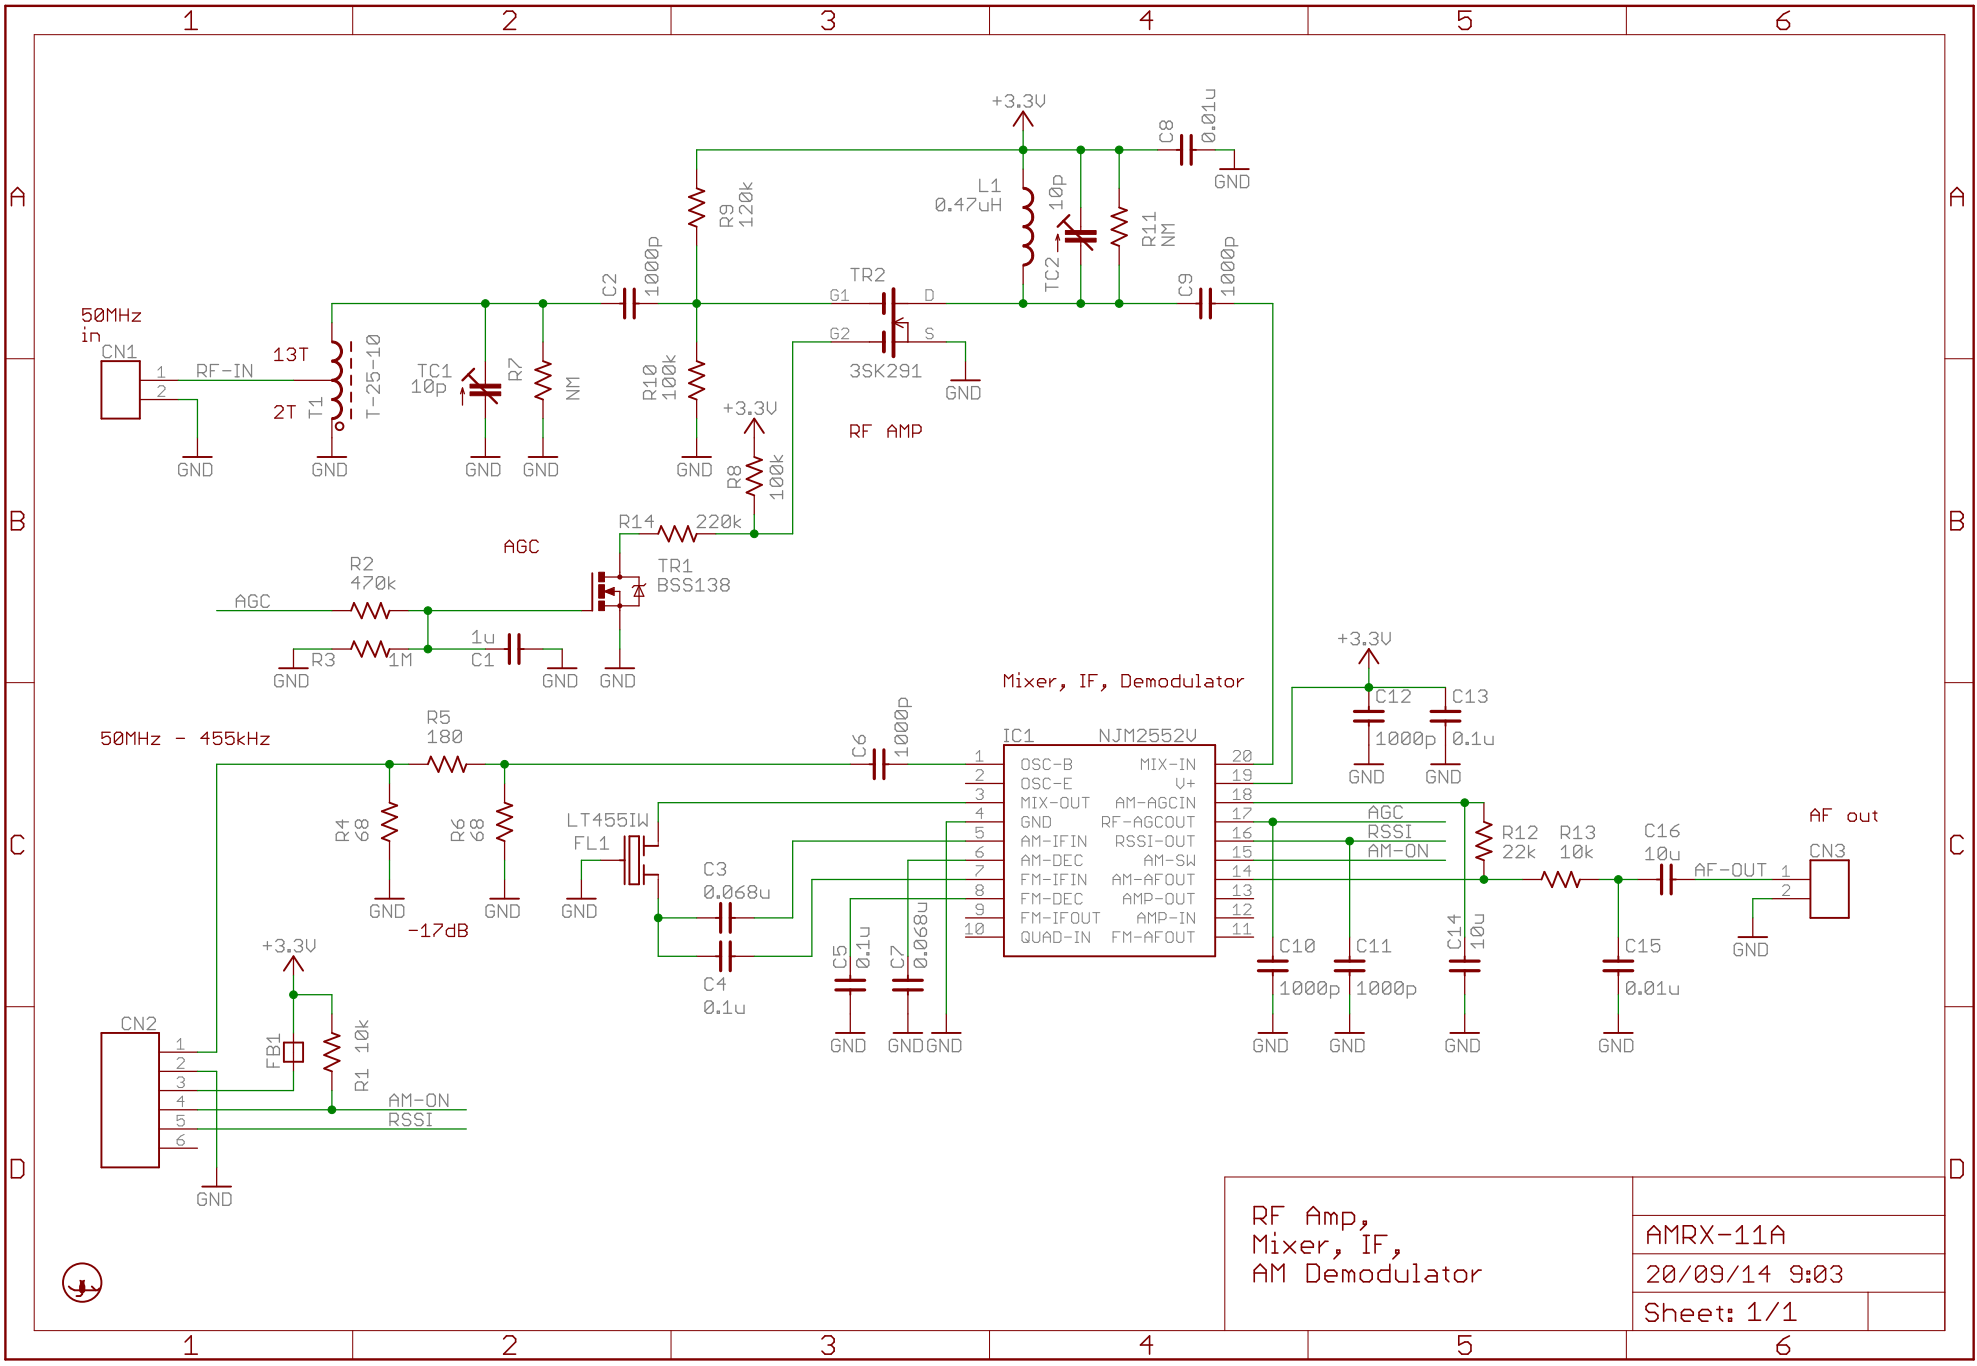 1 2 3 4 5 6
A A
B B
C C
D D
+3.3V
C8
0.01u
GND
L1
0.47uH
10p
TC2
R11
NM
R9
120k
C2
1000p
TR2
G1 D
G2 S
3SK291
GND
RF AMP
C9
1000p
50MHz
in
CN1
1
2
RF-IN
GND
13T
2T
T1
T-25-10
GND
TC1
10p
GND
R7
NM
GND
R10
100k
GND
+3.3V
R8
100k
R14 220k
AGC
TR1
BSS138
R2
470k
AGC
R3 1M
GND
1u
C1
GND
GND
50MHz - 455kHz
R5
180
R4
68
GND
R6
68
GND
-17dB
C6
1000p
LT455IW
FL1
GND
C3
0.068u
C4
0.1u
C5
0.1u
GND
C7
0.068u
GND
GND
Mixer, IF, Demodulator
IC1 NJM2552V
1 OSC-B MIX-IN 20
2 OSC-E V+ 19
3 MIX-OUT AM-AGCIN 18
4 GND RF-AGCOUT 17
5 AM-IFIN RSSI-OUT 16
6 AM-DEC AM-SW 15
7 FM-IFIN AM-AFOUT 14
8 FM-DEC AMP-OUT 13
9 FM-IFOUT AMP-IN 12
10 QUAD-IN FM-AFOUT 11
+3.3V
C12
1000p
GND
C13
0.1u
GND
AGC
RSSI
AM-ON
R12
22k
R13
10k
C16
10u
AF-OUT
AF out
CN3
1
2
GND
C10
1000p
GND
C11
1000p
GND
C14
10u
GND
C15
0.01u
GND
+3.3V
FB1
R1 10k
CN2
1
2
3
4
5
6
AM-ON
RSSI
GND
RF Amp,
Mixer, IF,
AM Demodulator
AMRX-11A
20/09/14 9:03
Sheet: 1/1
1 2 3 4 5 6